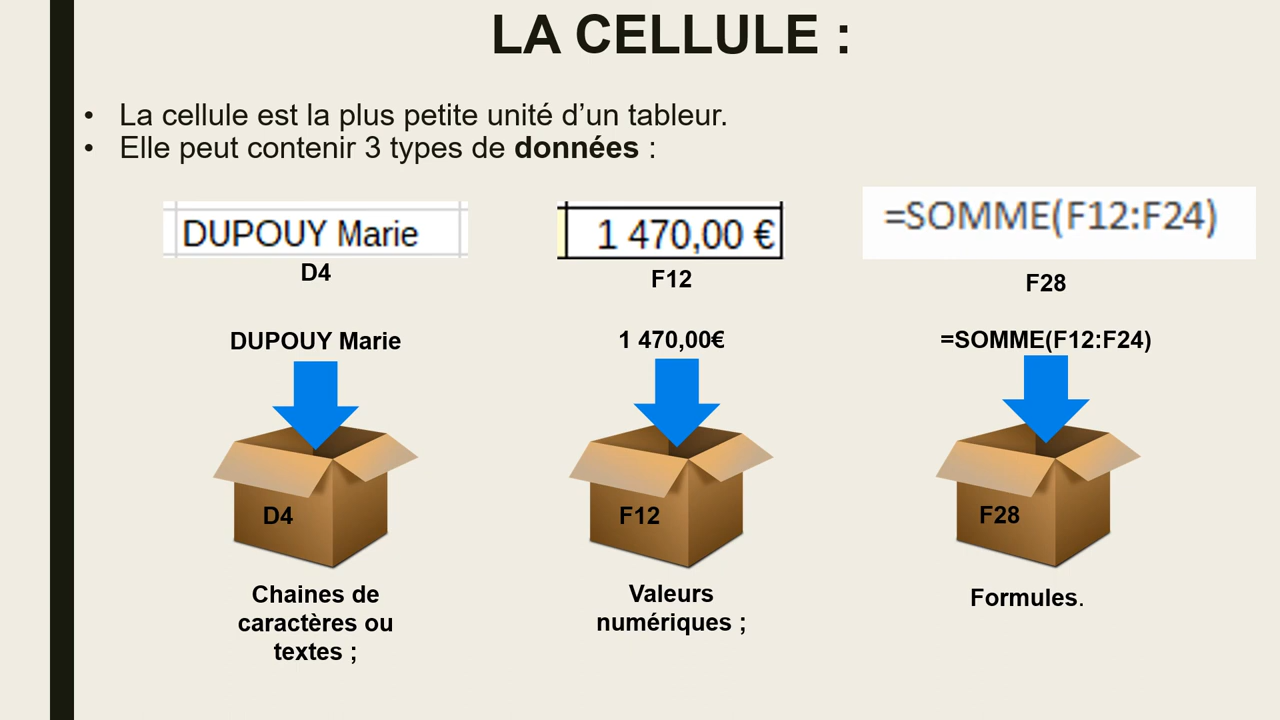 LA CELLULE :
• La cellule est la plus petite unité d’un tableur.
• Elle peut contenir 3 types de données :
DUPOUY Marie
D4
1 470,00 €
F12
=SOMME(F12:F24)
F28
DUPOUY Marie
1 470,00€
=SOMME(F12:F24)
D4
F12
F28
Chaines de
caractères ou
textes ;
Valeurs
numériques ;
Formules.